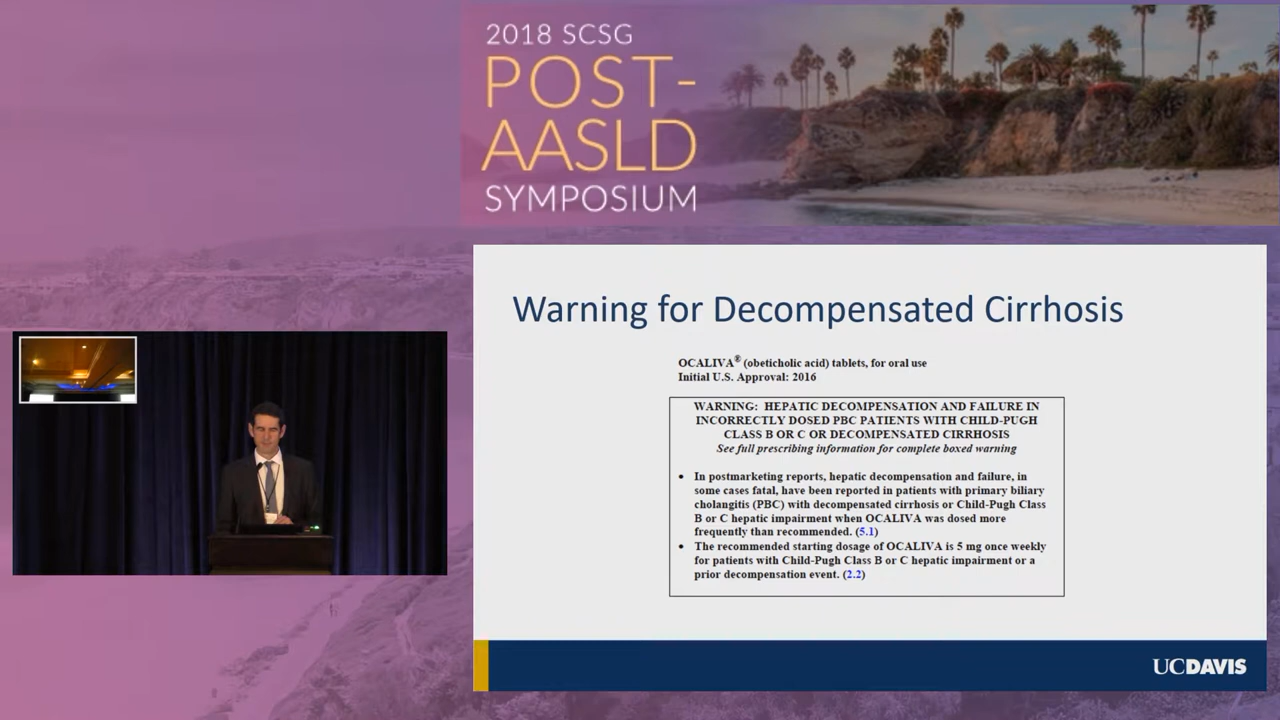 2018 SCSG
POST-
AASLD
SYMPOSIUM
Warning for Decompensated Cirrhosis
OCALIVA® (obeticholic acid) tablets, for oral use
Initial U.S. Approval: 2016
WARNING: HEPATIC DECOMPENSATION AND FAILURE IN
INCORRECTLY DOSED PBC PATIENTS WITH CHILD-PUGH
CLASS B OR C OR DECOMPENSATED CIRRHOSIS
See full prescribing information for complete boxed warning
• In postmarketing reports, hepatic decompensation and failure, in
some cases fatal, have been reported in patients with primary biliary
cholangitis (PBC) with decompensated cirrhosis or Child-Pugh Class
B or C hepatic impairment when OCALIVA was dosed more
frequently than recommended. (5.1)
• The recommended starting dosage of OCALIVA is 5 mg once weekly
for patients with Child-Pugh Class B or C hepatic impairment or a
prior decompensation event. (2.2)
UCDAVIS